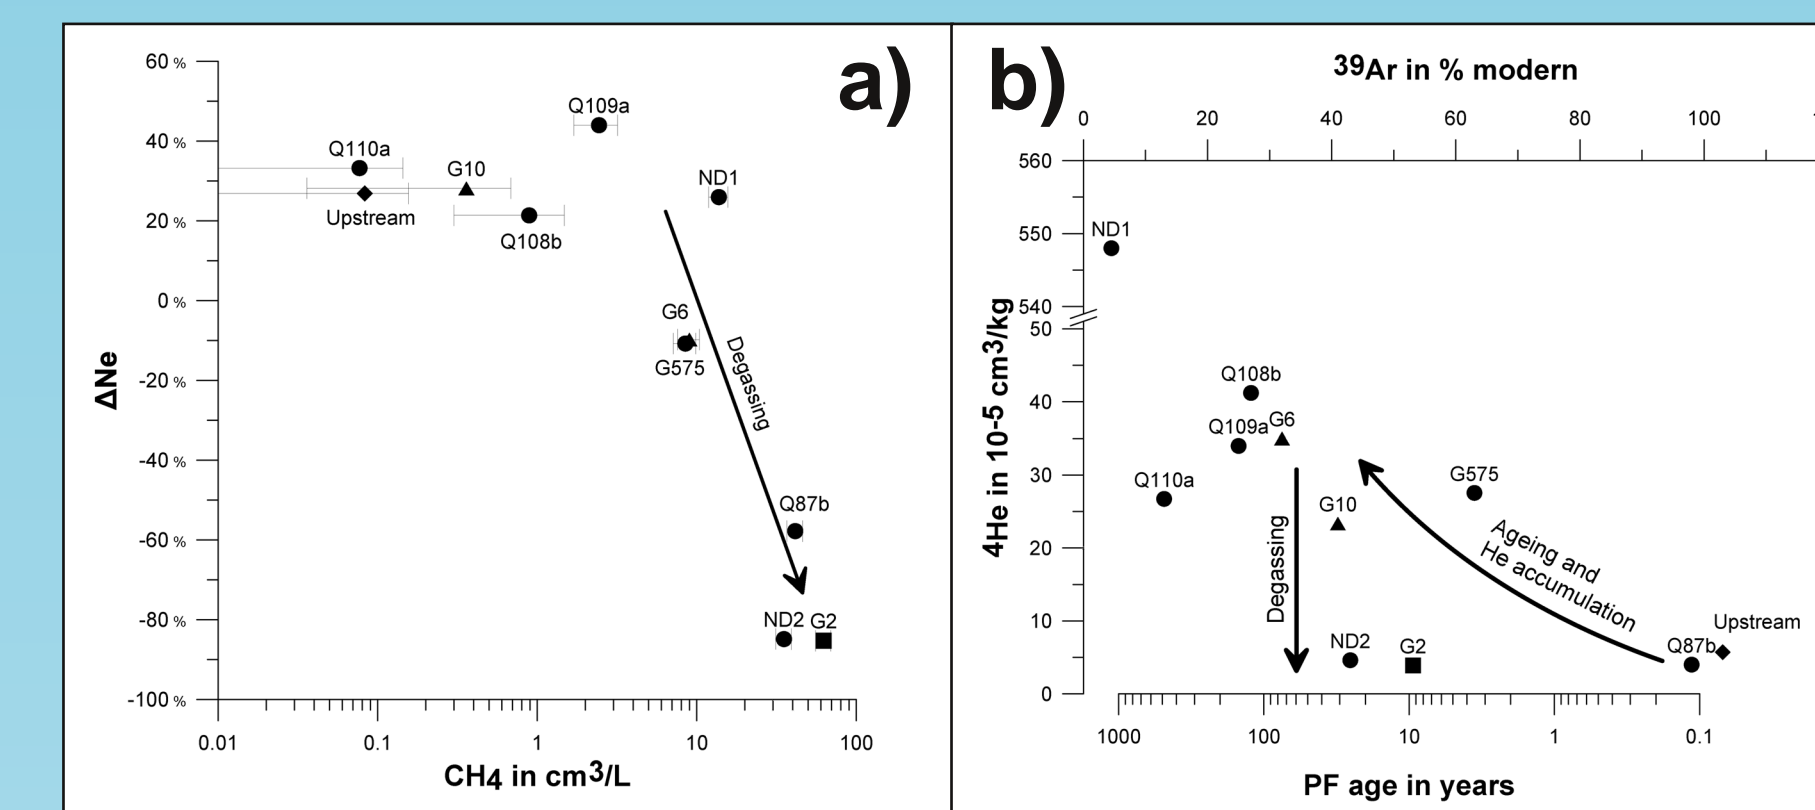 a)
60 %
40 %
20 %
0 %
-20 %
-40 %
-60 %
-80 %
-100 %
ΔNe
Q109a
Q110a
G10
ND1
Upstream
Q108b
G6
G575
Degassing
Q87b
ND2 G2
0.01 0.1 1 10 100
CH4 in cm3/L
b)
39Ar in % modern
0 20 40 60 80 100
560
550
540
50
40
30
20
10
0
4He in 10-5 cm3/kg
ND1
Q108b
Q109a G6
Q110a
G575
G10
Degassing
Ageing and
He accumulation
Upstream
ND2 G2
Q87b
1000 100 10 1 0.1
PF age in years